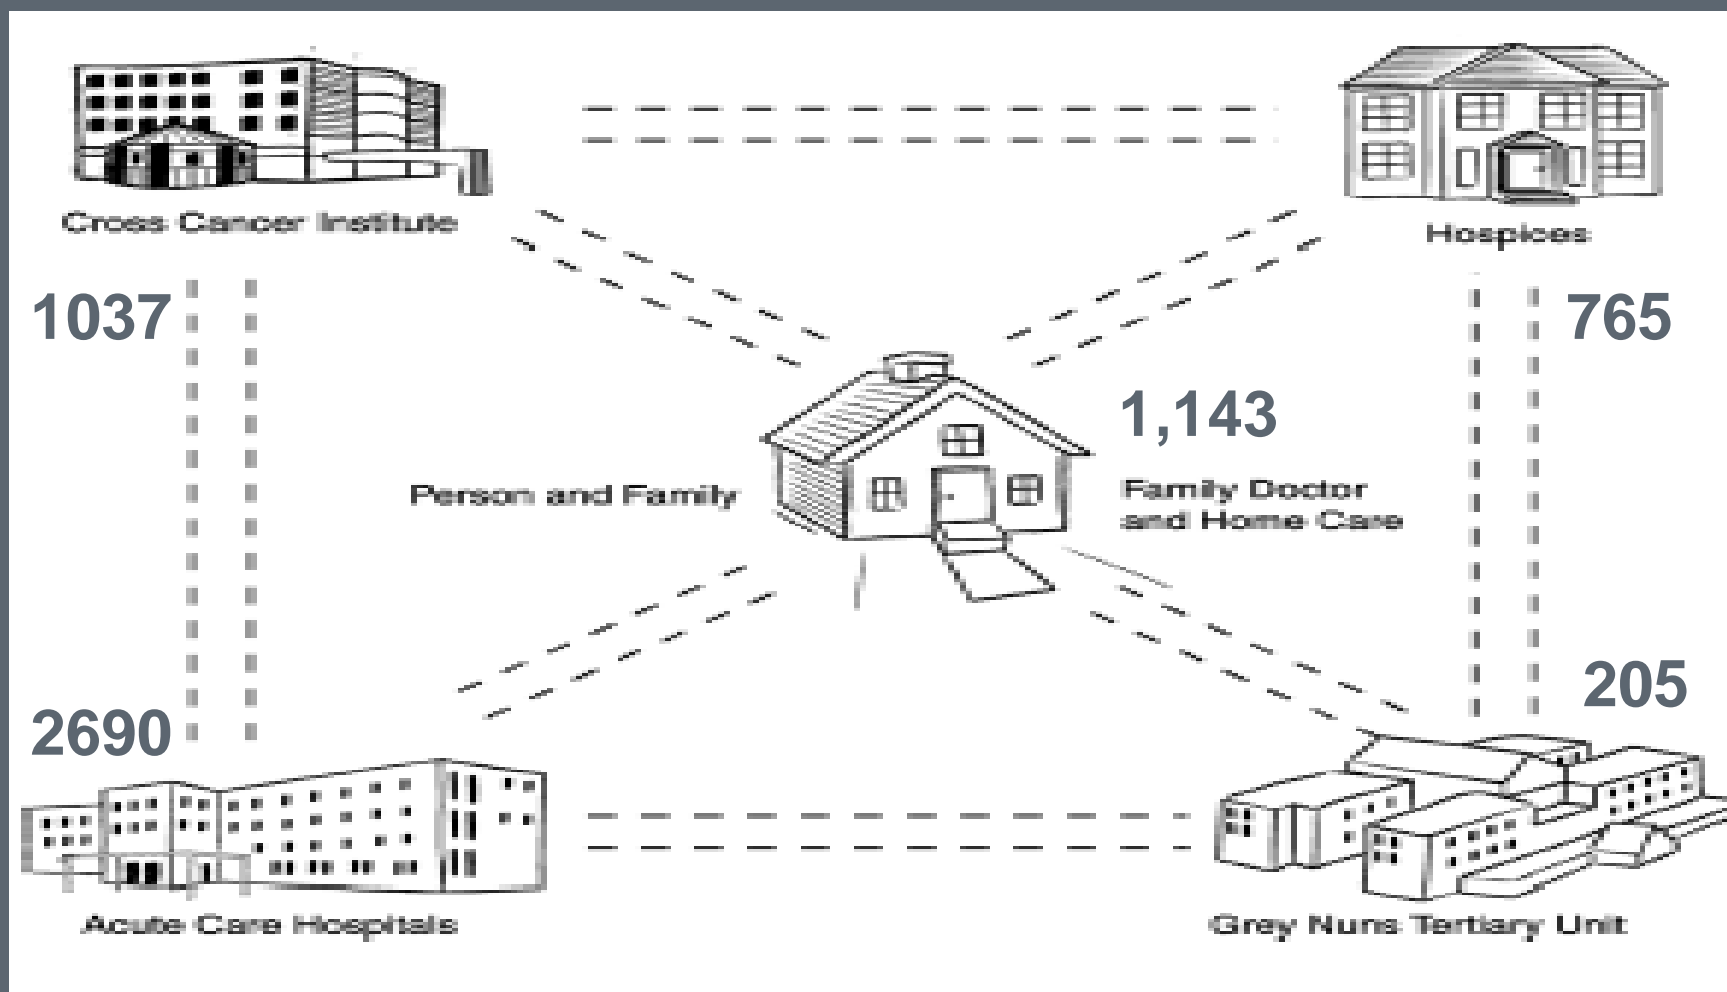 Cross Cancer Institute
Hospices
1037
765
1,143
Person and Family
Family Doctor
and Home Care
205
2690
Acute Care Hospitals
Grey Nuns Tertiary Unit